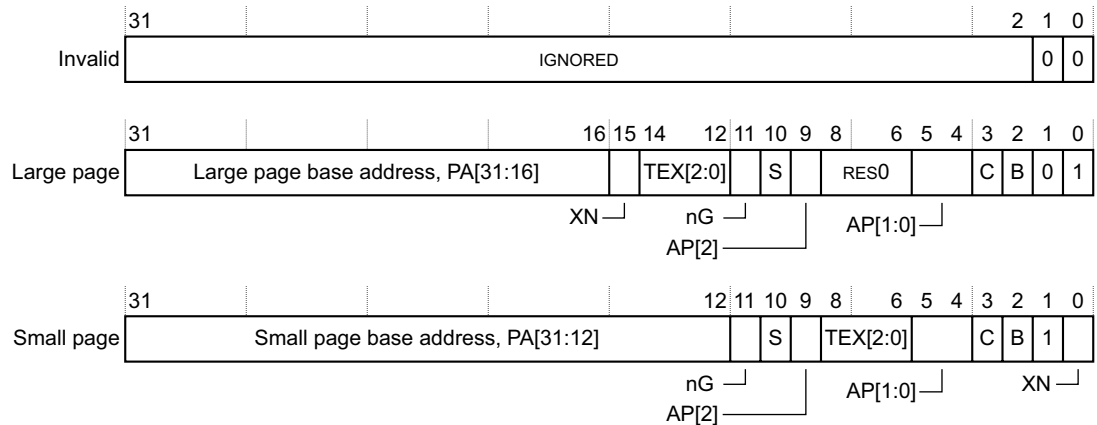 31 2 1 0
Invalid IGNORED 0 0
31 16 15 14 12 11 10 9 8 6 5 4 3 2 1 0
Large page Large page base address, PA[31:16] TEX[2:0] S RES0 C B 0 1
XN nG AP[1:0]
AP[2]
31 12 11 10 9 8 6 5 4 3 2 1 0
Small page Small page base address, PA[31:12] S TEX[2:0] C B 1
nG AP[1:0] XN
AP[2]